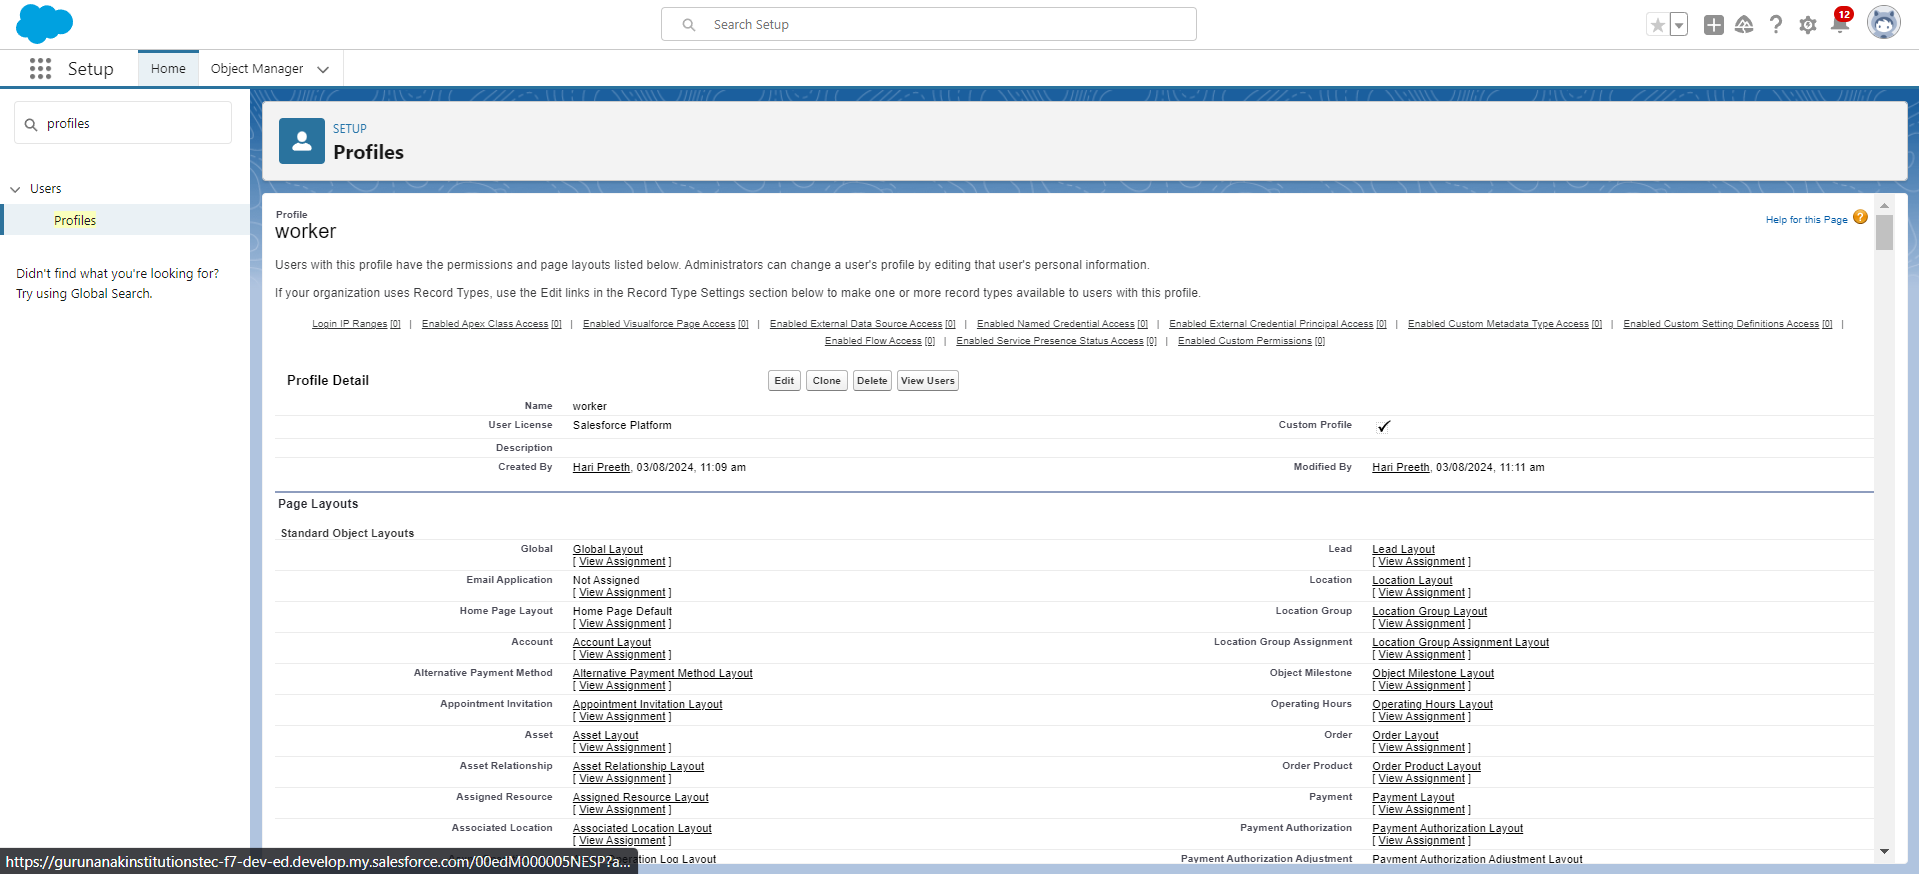 Search Setup
12
Setup
Home
Object Manager
profiles
Users
Profiles
Didn't find what you're looking for?
Try using Global Search.
SETUP
Profiles
Profile
worker
Help for this Page ?
Users with this profile have the permissions and page layouts listed below. Administrators can change a user's profile by editing that user's personal information.
If your organization uses Record Types, use the Edit links in the Record Type Settings section below to make one or more record types available to users with this profile.
Login IP Ranges [0] | Enabled Apex Class Access [0] | Enabled Visualforce Page Access [0] | Enabled External Data Source Access [0] | Enabled Named Credential Access [0] | Enabled External Credential Principal Access [0] | Enabled Custom Metadata Type Access [0] | Enabled Custom Setting Definitions Access [0] |
Enabled Flow Access [0] | Enabled Service Presence Status Access [0] | Enabled Custom Permissions [0]
Profile Detail Edit Clone Delete View Users
Name worker
User License Salesforce Platform Custom Profile ✓
Description
Created By Hari Preeth, 03/08/2024, 11:09 am Modified By Hari Preeth, 03/08/2024, 11:11 am
Page Layouts
Standard Object Layouts
Global Global Layout Lead Lead Layout
[ View Assignment ] [ View Assignment ]
Email Application Not Assigned Location Location Layout
[ View Assignment ] [ View Assignment ]
Home Page Layout Home Page Default Location Group Location Group Layout
[ View Assignment ] [ View Assignment ]
Account Account Layout Location Group Assignment Location Group Assignment Layout
[ View Assignment ] [ View Assignment ]
Alternative Payment Method Alternative Payment Method Layout Object Milestone Object Milestone Layout
[ View Assignment ] [ View Assignment ]
Appointment Invitation Appointment Invitation Layout Operating Hours Operating Hours Layout
[ View Assignment ] [ View Assignment ]
Asset Asset Layout Order Order Layout
[ View Assignment ] [ View Assignment ]
Asset Relationship Asset Relationship Layout Order Product Order Product Layout
[ View Assignment ] [ View Assignment ]
Assigned Resource Assigned Resource Layout Payment Payment Layout
[ View Assignment ] [ View Assignment ]
Associated Location Associated Location Layout Payment Authorization Payment Authorization Layout
[ View Assignment ] [ View Assignment ]
Log Layout Payment Authorization Adjustment Payment Authorization Adjustment Layout
https://gurunanakinstitutionstec-f7-dev-ed.develop.my.salesforce.com/00edM000005NESP?a...